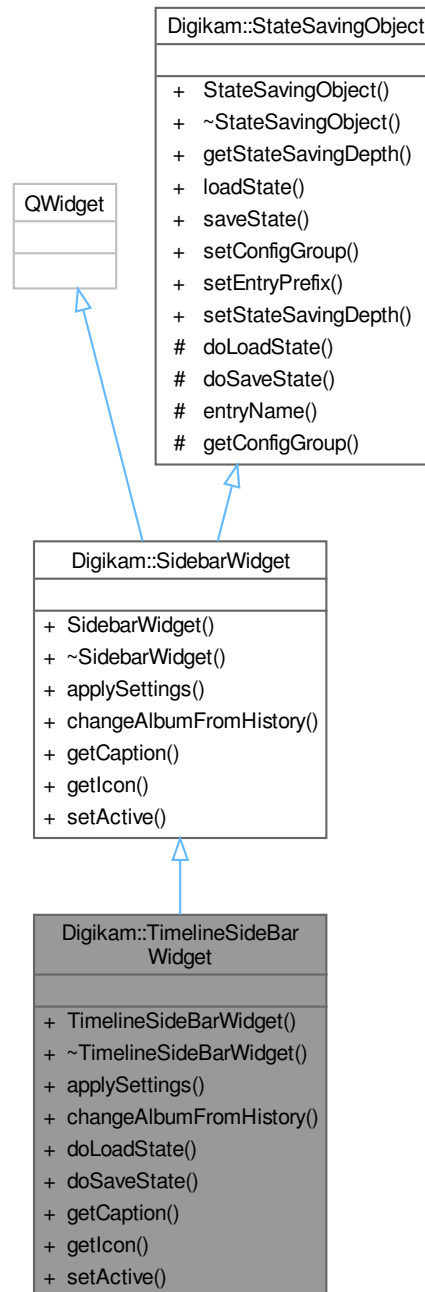 Digikam::StateSavingObject
+ StateSavingObject()
+ ~StateSavingObject()
+ getStateSavingDepth()
+ loadState()
+ saveState()
+ setConfigGroup()
+ setEntryPrefix()
+ setStateSavingDepth()
# doLoadState()
# doSaveState()
# entryName()
# getConfigGroup()
QWidget
Digikam::SidebarWidget
+ SidebarWidget()
+ ~SidebarWidget()
+ applySettings()
+ changeAlbumFromHistory()
+ getCaption()
+ getIcon()
+ setActive()
Digikam::TimelineSideBar
Widget
+ TimelineSideBarWidget()
+ ~TimelineSideBarWidget()
+ applySettings()
+ changeAlbumFromHistory()
+ doLoadState()
+ doSaveState()
+ getCaption()
+ getIcon()
+ setActive()